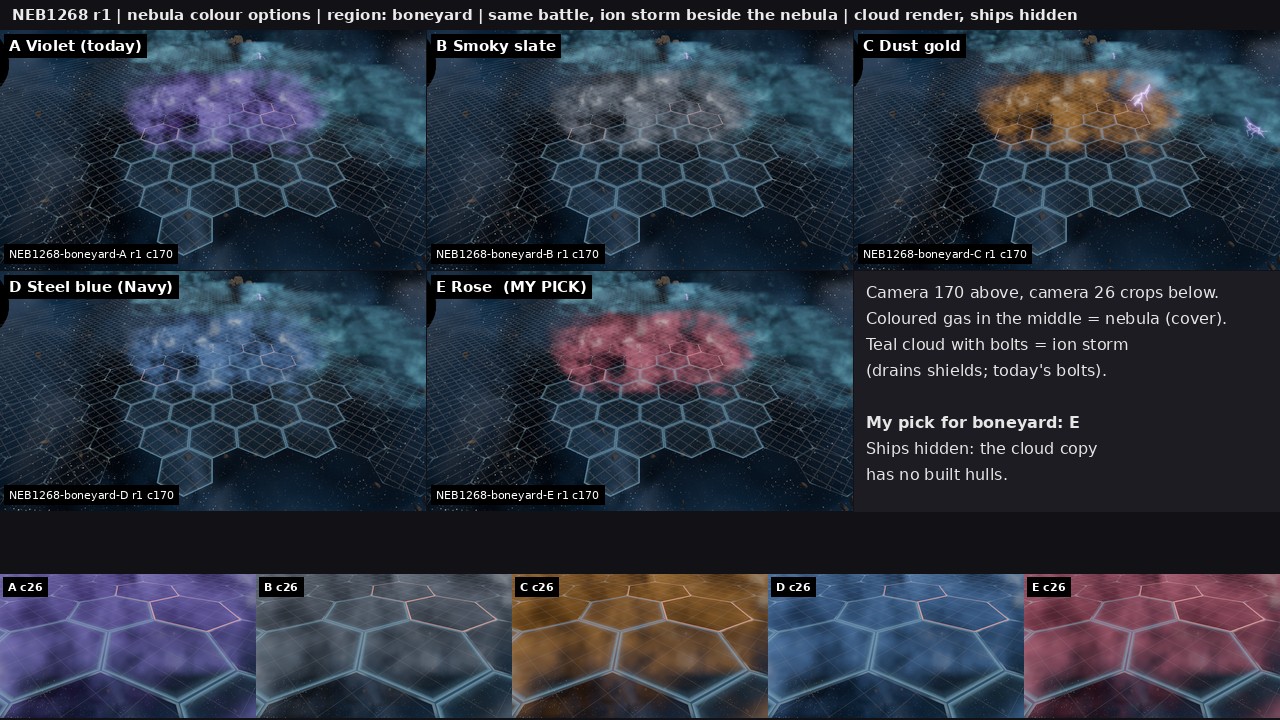 NEB1268 r1 | nebula colour options | region: boneyard | same battle, ion storm beside the nebula | cloud render, ships hidden
A Violet (today)
B Smoky slate
C Dust gold
NEB1268-boneyard-A r1 c170
NEB1268-boneyard-B r1 c170
NEB1268-boneyard-C r1 c170
D Steel blue (Navy)
E Rose (MY PICK)
NEB1268-boneyard-D r1 c170
NEB1268-boneyard-E r1 c170
Camera 170 above, camera 26 crops below.
Coloured gas in the middle = nebula (cover).
Teal cloud with bolts = ion storm
(drains shields; today's bolts).
My pick for boneyard: E
Ships hidden: the cloud copy
has no built hulls.
A c26
B c26
C c26
D c26
E c26